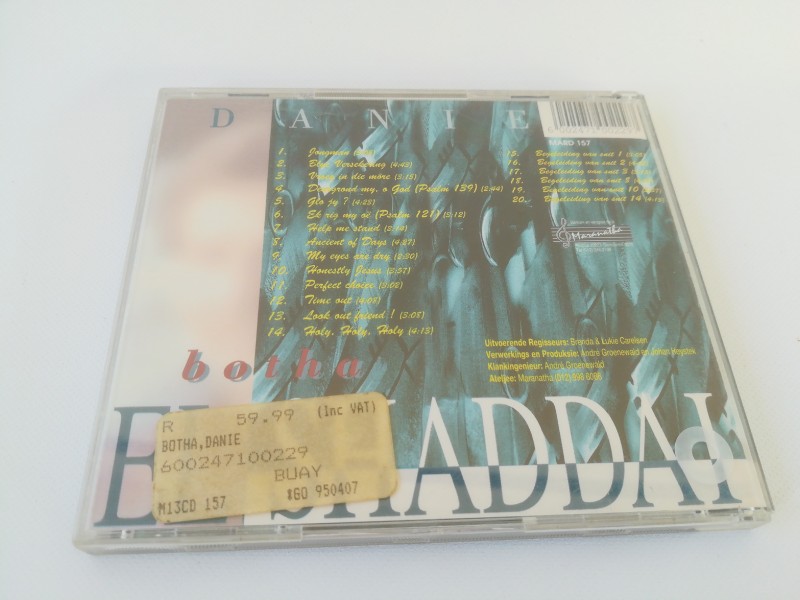 DANIE
MARD 157
1. Jongman
2. Blye Versekering (4:43)
3. Vroeg in die môre (3:13)
4. Deurgrond my, o God (Psalm 139) (2:44)
5. Glo jy ? (4:23)
6. Ek rig my oë (Psalm 121) (3:12)
7. Help me stand
8. Ancient of Days (4:27)
9. My eyes are dry (2:30)
10. Honestly Jesus (3:57)
11. Perfect choice (3:02)
12. Time out (4:08)
13. Look out friend ! (3:08)
14. Holy, Holy, Holy (4:13)
15. Begeleiding van snit 1
16. Begeleiding van snit 2
17. Begeleiding van snit 3
18. Begeleiding van snit
19. Begeleiding van snit 10
20. Begeleiding van snit 14
Maranatha
Uitvoerende Regisseurs: Brenda & Lukie Carelsen
Verwerkings en Produksie: André Groenewald en Johan Heystek
Klankingenieur: André Groenewald
Ateljee: Maranatha
botha
EL SHADDAI
R 59.99 (Inc VAT)
BOTHA,DANIE
600247100229
BUAY
M13CD 157 *GO 950407